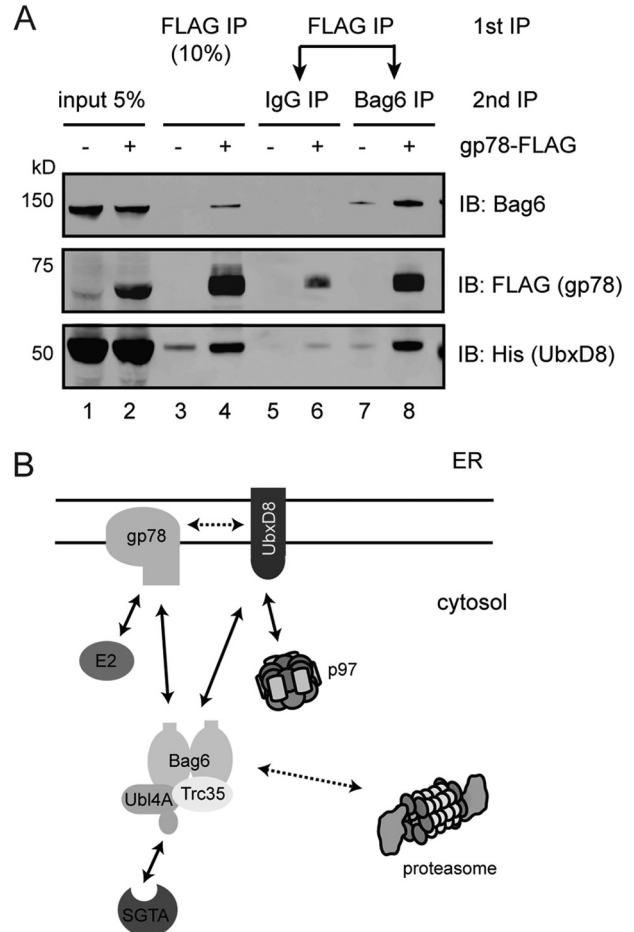 A
FLAG IP (10%) FLAG IP 1st IP
input 5% IgG IP Bag6 IP 2nd IP
- + - + - + - + gp78-FLAG
kD
150 IB: Bag6
75 IB: FLAG (gp78)
50 IB: His (UbxD8)
1 2 3 4 5 6 7 8
B
ER
gp78
UbxD8
cytosol
E2
p97
Bag6
Ubl4A Trc35
proteasome
SGTA